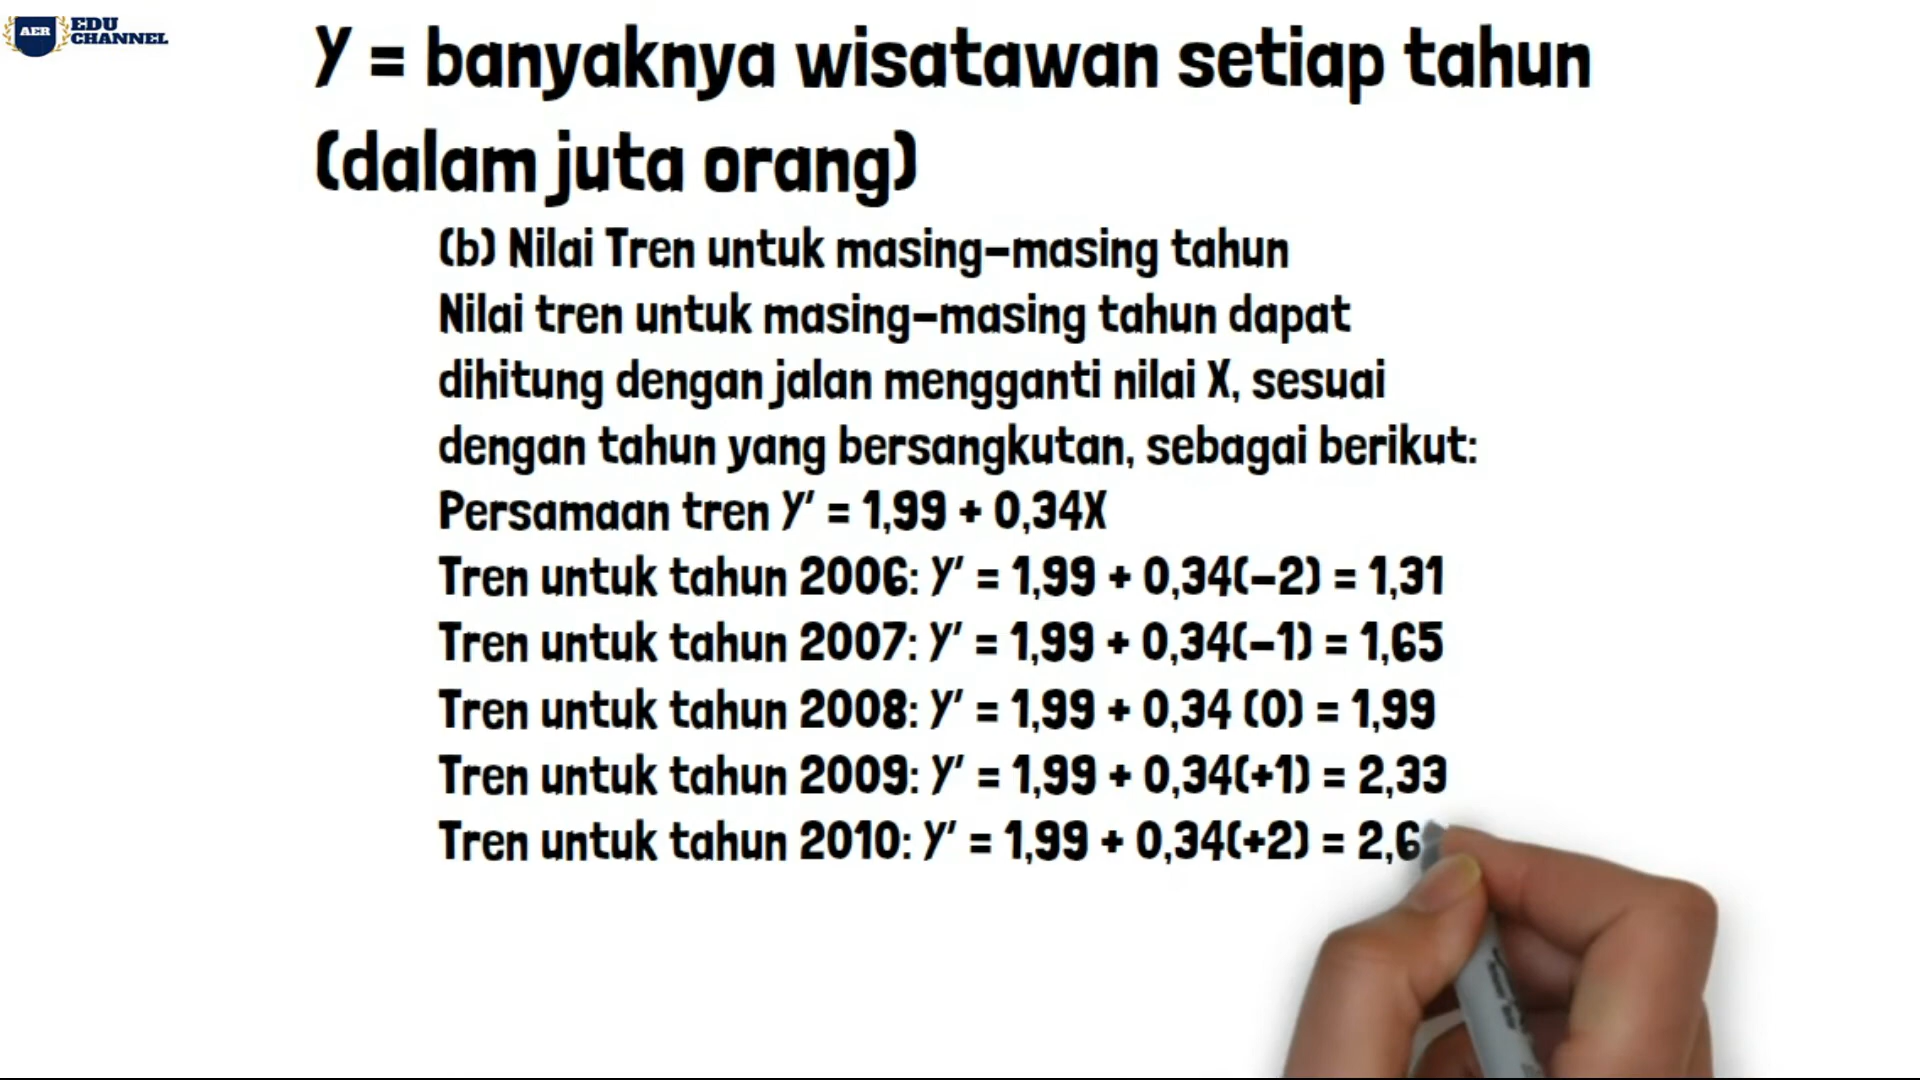 AER
EDU
CHANNEL
Y = banyaknya wisatawan setiap tahun
(dalam juta orang)
(b) Nilai Tren untuk masing-masing tahun
Nilai tren untuk masing-masing tahun dapat
dihitung dengan jalan mengganti nilai X, sesuai
dengan tahun yang bersangkutan, sebagai berikut:
Persamaan tren Y' = 1,99 + 0,34X
Tren untuk tahun 2006: Y' = 1,99 + 0,34(-2) = 1,31
Tren untuk tahun 2007: Y' = 1,99 + 0,34(-1) = 1,65
Tren untuk tahun 2008: Y' = 1,99 + 0,34 (0) = 1,99
Tren untuk tahun 2009: Y' = 1,99 + 0,34(+1) = 2,33
Tren untuk tahun 2010: Y' = 1,99 + 0,34(+2) = 2,6